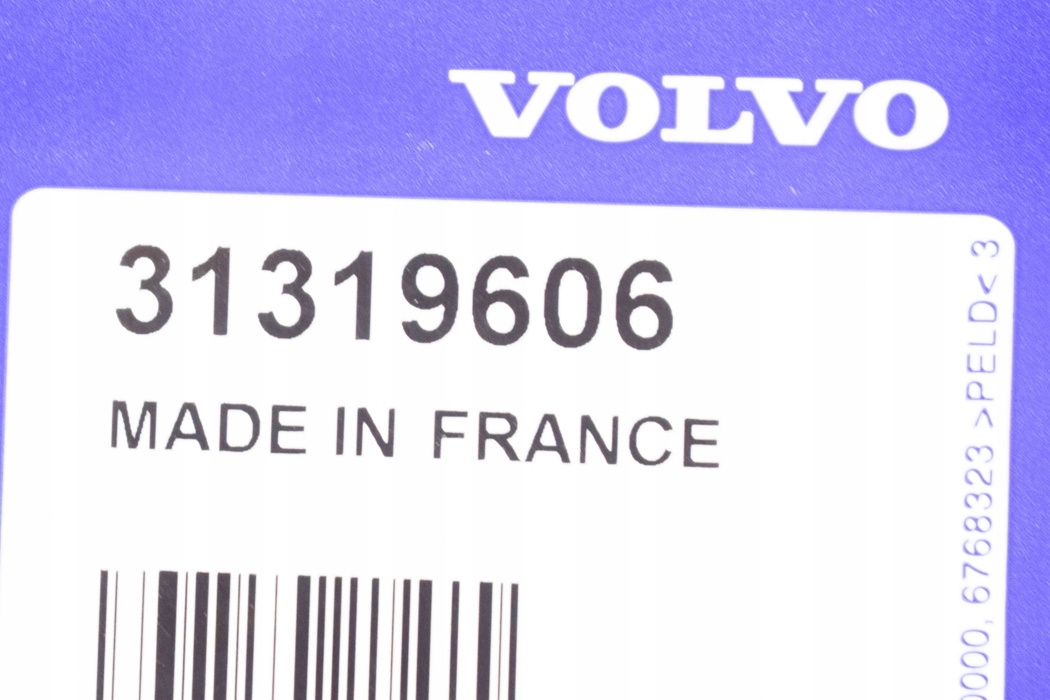 VOLVO
31319606
MADE IN FRANCE
0000, 6768323 >PELD< 3